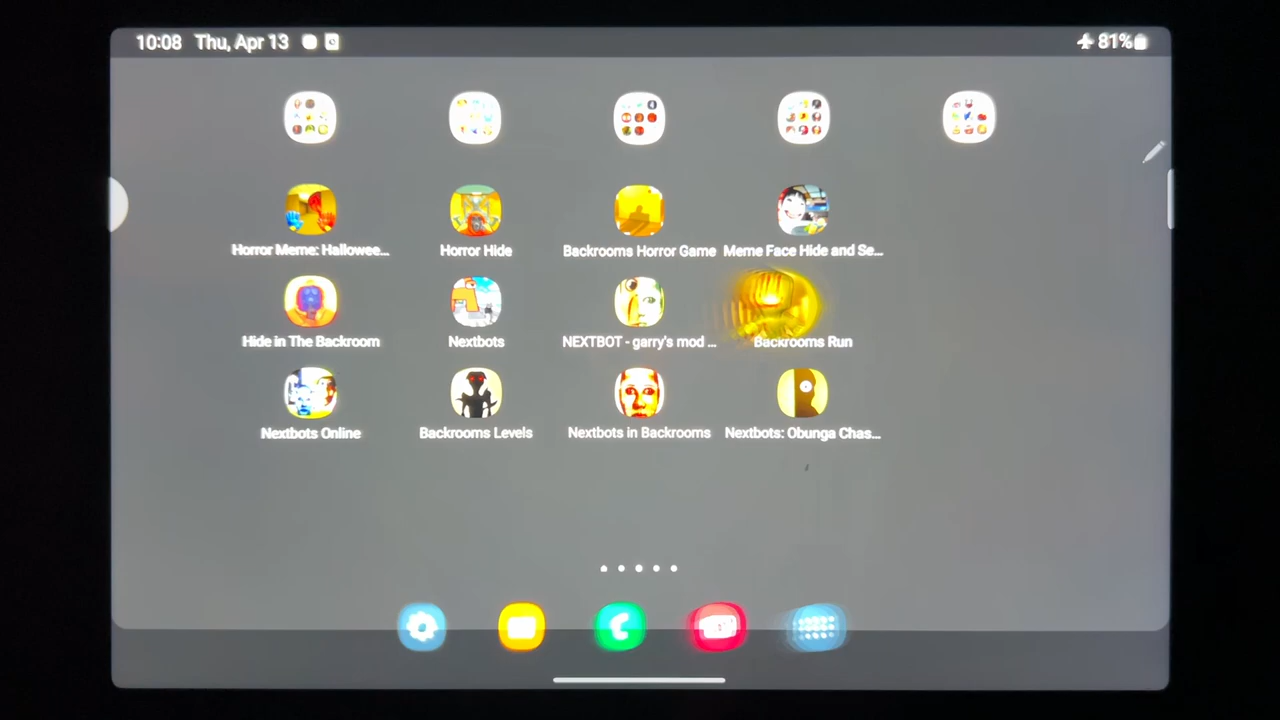 10:08 Thu, Apr 13 81%
Horror Meme: Hallowee... Horror Hide Backrooms Horror Game Meme Face Hide and Se...
Hide in The Backroom Nextbots NEXTBOT - garry's mod ... Backrooms Run
Nextbots Online Backrooms Levels Nextbots in Backrooms Nextbots: Obunga Chas...